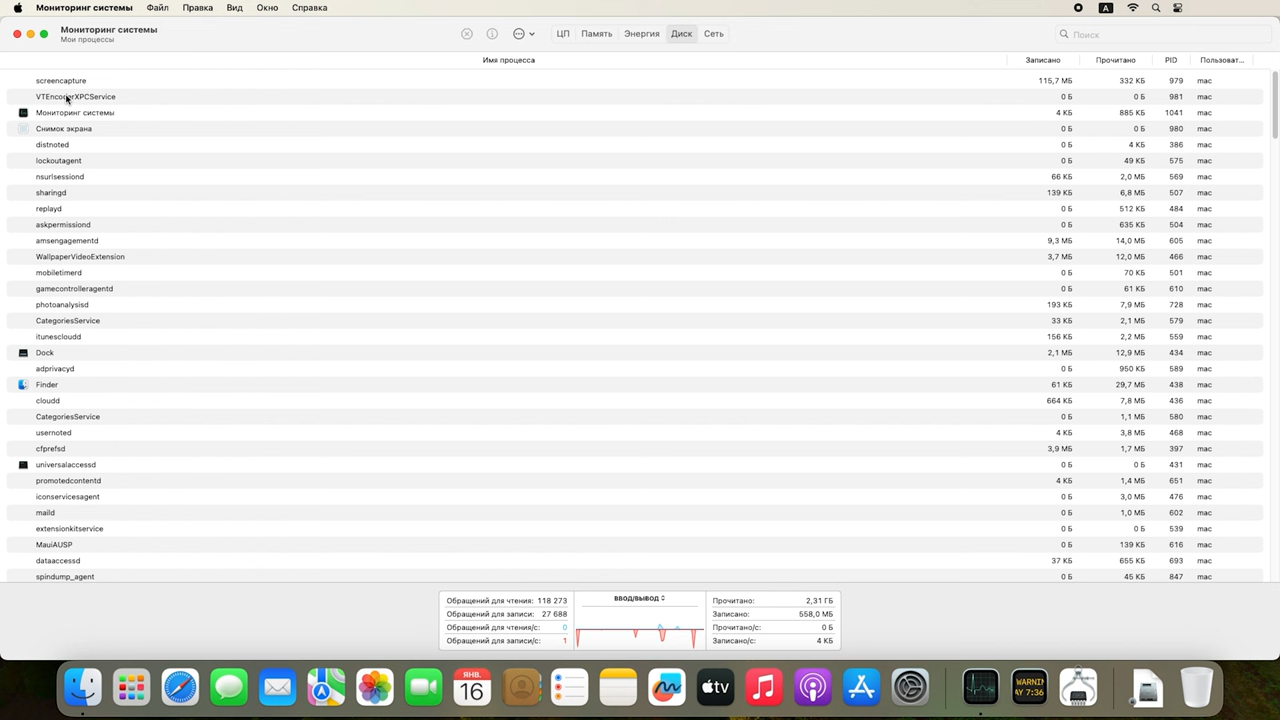 Мониторинг системы Файл Правка Вид Окно Справка A
Мониторинг системы
Мои процессы
ЦП Память Энергия Диск Сеть
Поиск
Имя процесса Записано Прочитано PID Пользоват...
screencapture 115,7 МБ 332 КБ 979 mac
VTEncoderXPCService 0 Б 0 Б 981 mac
Мониторинг системы 4 КБ 885 КБ 1041 mac
Снимок экрана 0 Б 0 Б 980 mac
distnoted 0 Б 4 КБ 386 mac
lockoutagent 0 Б 49 КБ 575 mac
nsurlsessiond 66 КБ 2,0 МБ 569 mac
sharingd 139 КБ 6,8 МБ 507 mac
replayd 0 Б 512 КБ 484 mac
askpermissiond 0 Б 635 КБ 504 mac
amsengagementd 9,3 МБ 14,0 МБ 605 mac
WallpaperVideoExtension 3,7 МБ 12,0 МБ 466 mac
mobiletimerd 0 Б 70 КБ 501 mac
gamecontrolleragentd 0 Б 61 КБ 610 mac
photoanalysisd 193 КБ 7,9 МБ 728 mac
CategoriesService 33 КБ 2,1 МБ 579 mac
itunescloudd 156 КБ 2,2 МБ 559 mac
Dock 2,1 МБ 12,9 МБ 434 mac
adprivacyd 0 Б 950 КБ 589 mac
Finder 61 КБ 29,7 МБ 438 mac
cloudd 664 КБ 7,8 МБ 436 mac
CategoriesService 0 Б 1,1 МБ 580 mac
usernoted 4 КБ 3,8 МБ 468 mac
cfprefsd 3,9 МБ 1,7 МБ 397 mac
universalaccessd 0 Б 0 Б 431 mac
promotedcontentd 4 КБ 1,4 МБ 651 mac
iconservicesagent 0 Б 3,0 МБ 476 mac
maild 0 Б 1,0 МБ 602 mac
extensionkitservice 0 Б 0 Б 539 mac
MauiAUSP 0 Б 139 КБ 616 mac
dataaccessd 37 КБ 655 КБ 693 mac
spindump_agent 0 Б 45 КБ 847 mac
Обращений для чтения: 118 273 ВВОД/ВЫВОД Прочитано: 2,31 ГБ
Обращений для записи: 27 688 Записано: 558,0 МБ
Обращений для чтения/с: 0 Прочитано/с: 0 Б
Обращений для записи/с: 1 Записано/с: 4 КБ
ЯНВ.
16
tv
WARNIN
AY 7:36